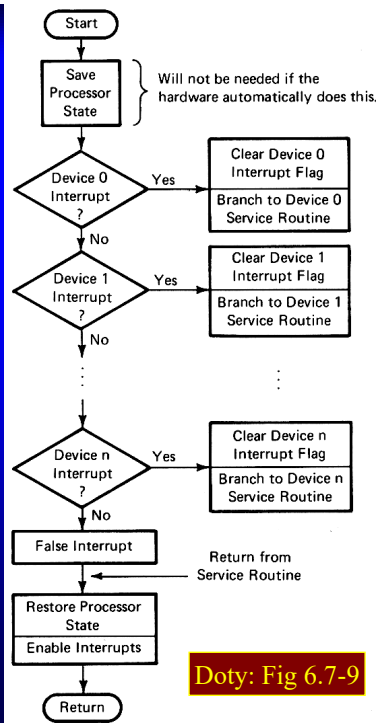 Start
Save
Processor
State
Will not be needed if the
hardware automatically does this.
Device 0
Interrupt
?
Yes
Clear Device 0
Interrupt Flag
Branch to Device 0
Service Routine
No
Device 1
Interrupt
?
Yes
Clear Device 1
Interrupt Flag
Branch to Device 1
Service Routine
No
Device n
Interrupt
?
Yes
Clear Device n
Interrupt Flag
Branch to Device n
Service Routine
No
False Interrupt
Return from
Service Routine
Restore Processor
State
Enable Interrupts
Doty: Fig 6.7-9
Return